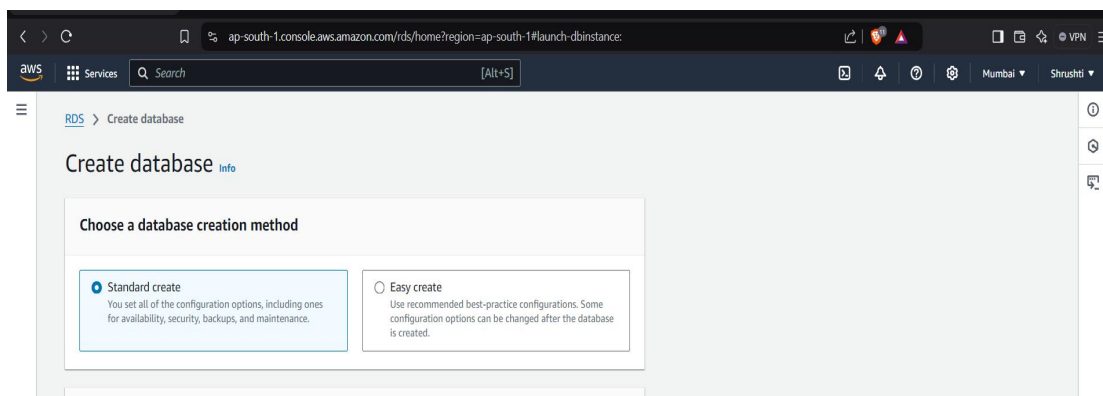 ap-south-1.console.aws.amazon.com/rds/home?region=ap-south-1#launch-dbinstance:
VPN
aws
Services
Search
[Alt+S]
Mumbai
Shrushti
RDS > Create database
Create database Info
Choose a database creation method
Standard create
You set all of the configuration options, including ones
for availability, security, backups, and maintenance.
Easy create
Use recommended best-practice configurations. Some
configuration options can be changed after the database
is created.